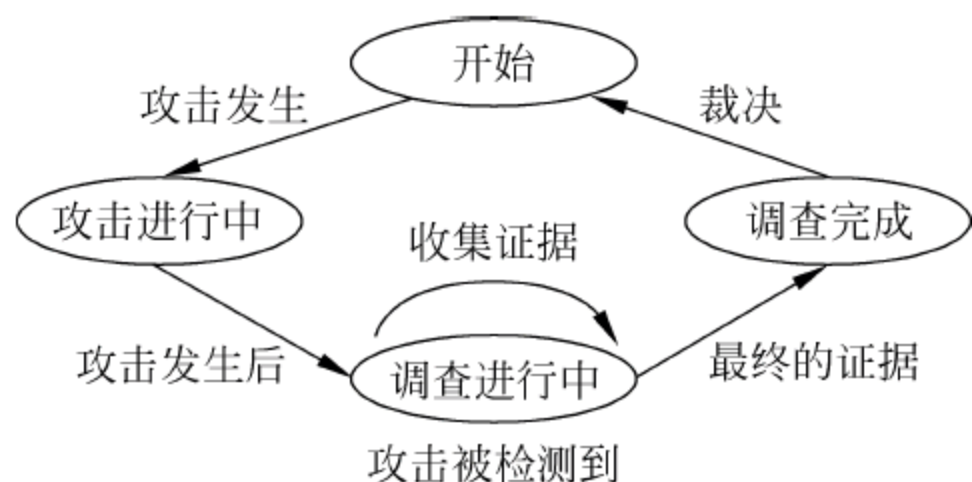 开始
攻击发生
裁决
攻击进行中
调查完成
收集证据
攻击发生后
调查进行中
最终的证据
攻击被检测到